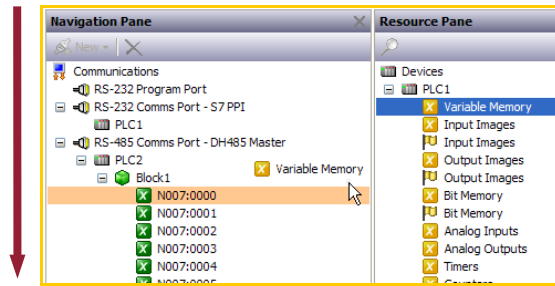 Navigation Pane
New
Communications
RS-232 Program Port
RS-232 Comms Port - S7 PPI
PLC1
RS-485 Comms Port - DH485 Master
PLC2
Block1
Variable Memory
N007:0000
N007:0001
N007:0002
N007:0003
N007:0004
N007:0005
Resource Pane
Devices
PLC1
Variable Memory
Input Images
Input Images
Output Images
Output Images
Bit Memory
Bit Memory
Analog Inputs
Analog Outputs
Timers
Counters